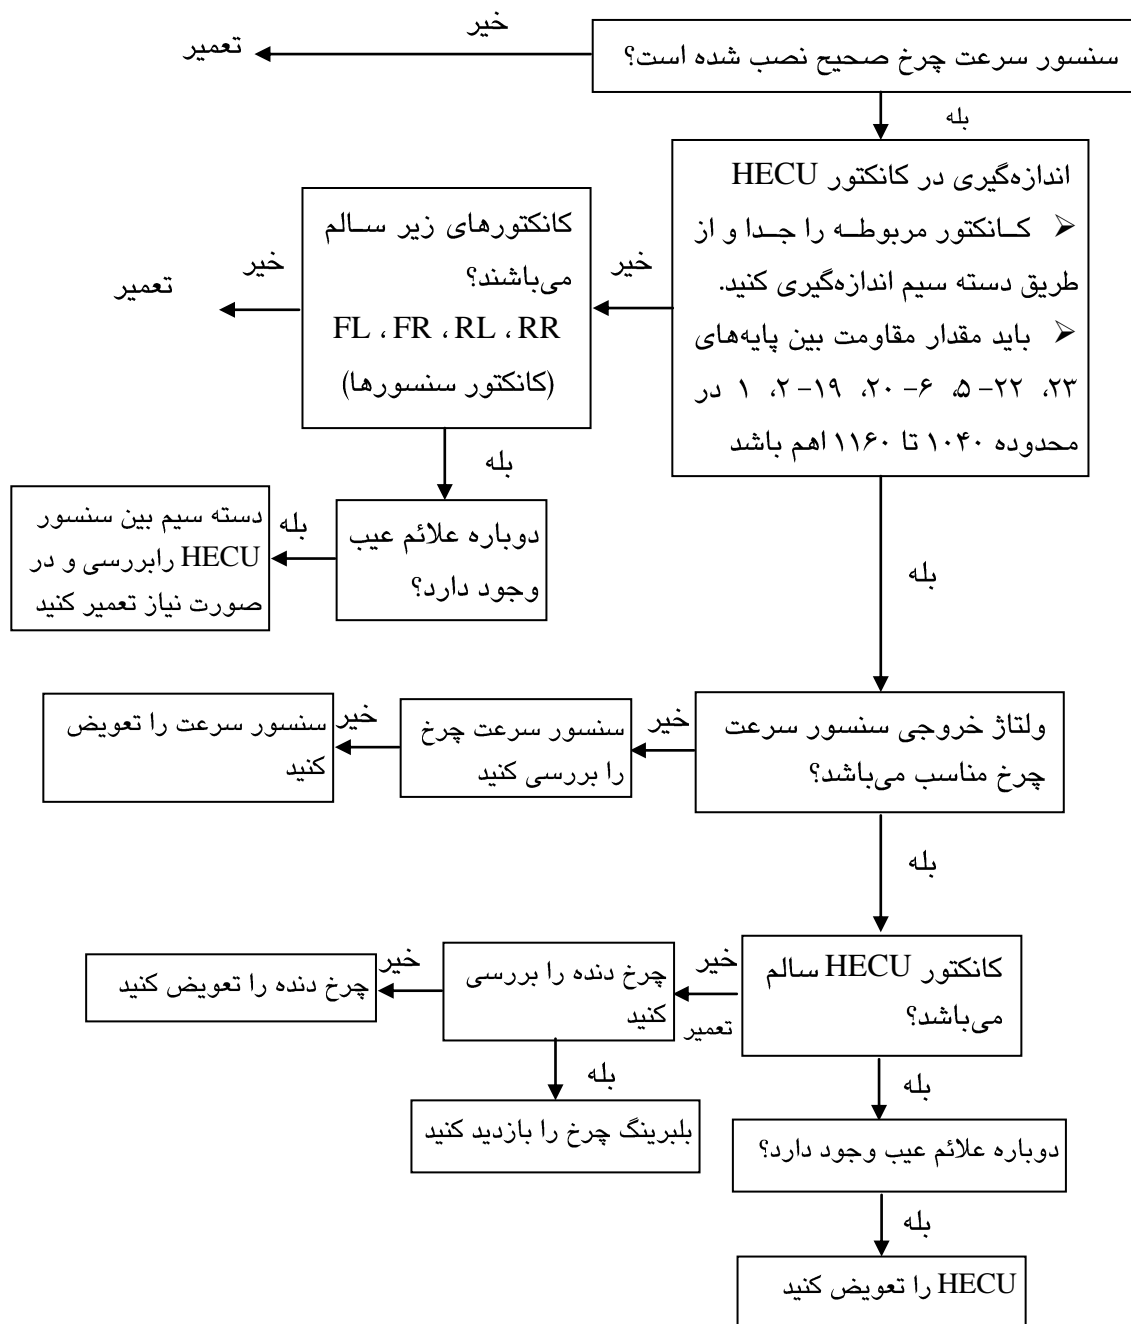 سنسور سرعت چرخ صحیح نصب شده است؟
خیر
تعمیر
بله
اندازه‌گیری در کانکتور HECU
⮚ کـانکتور مربوطـه را جـدا و از
طریق دسته سیم اندازه‌گیری کنید.
⮚ باید مقدار مقاومت بین پایه‌های
۲۳، ۲۲-۵، ۶-۲۰، ۱۹-۲، ۱ در
محدوده ۱۰۴۰ تا ۱۱۶۰ اهم باشد
خیر
کانکتورهای زیر سـالم
می‌باشند؟
FL ، FR ، RL ، RR
(کانکتور سنسورها)
خیر
تعمیر
بله
دوباره علائم عیب
وجود دارد؟
بله
دسته سیم بین سنسور
HECU رابررسی و در
صورت نیاز تعمیر کنید
بله
ولتاژ خروجی سنسور سرعت
چرخ مناسب می‌باشد؟
خیر
سنسور سرعت چرخ
را بررسی کنید
خیر
سنسور سرعت را تعویض
کنید
بله
کانکتور HECU سالم
می‌باشد؟
خیر
تعمیر
چرخ دنده را بررسی
کنید
خیر
چرخ دنده را تعویض کنید
بله
بلبرینگ چرخ را بازدید کنید
بله
دوباره علائم عیب وجود دارد؟
بله
HECU را تعویض کنید